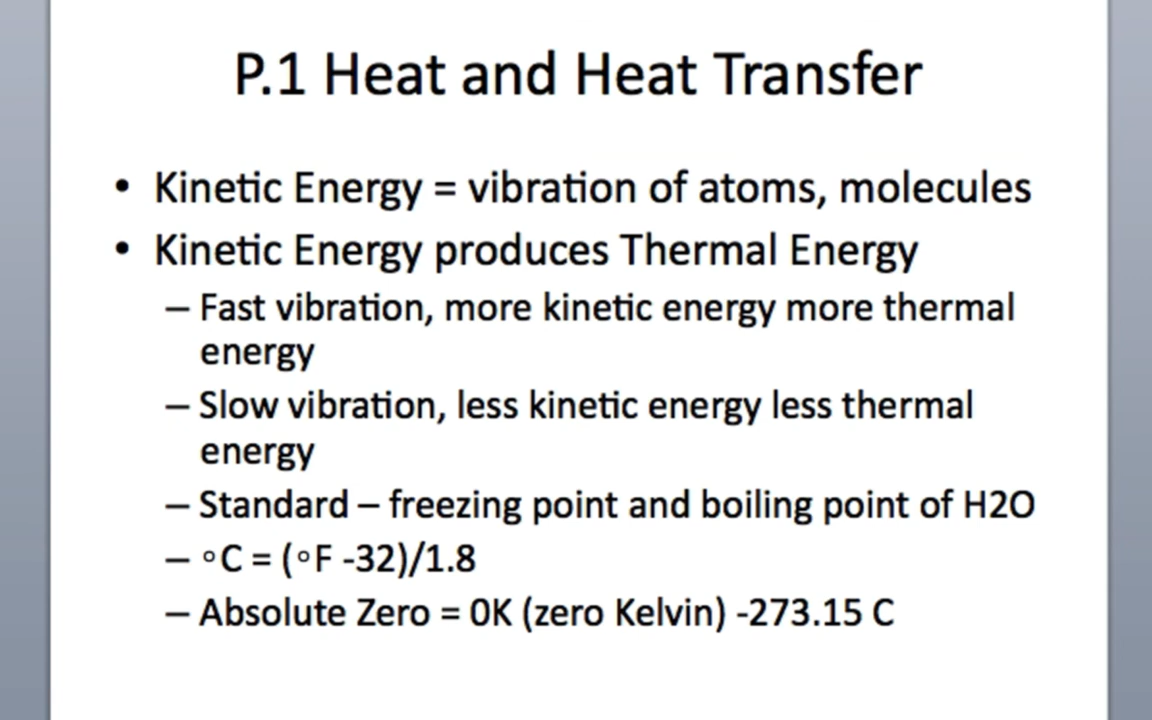 P.1 Heat and Heat Transfer
• Kinetic Energy = vibration of atoms, molecules
• Kinetic Energy produces Thermal Energy
– Fast vibration, more kinetic energy more thermal
energy
– Slow vibration, less kinetic energy less thermal
energy
– Standard – freezing point and boiling point of H2O
– °C = (°F -32)/1.8
– Absolute Zero = 0K (zero Kelvin) -273.15 C